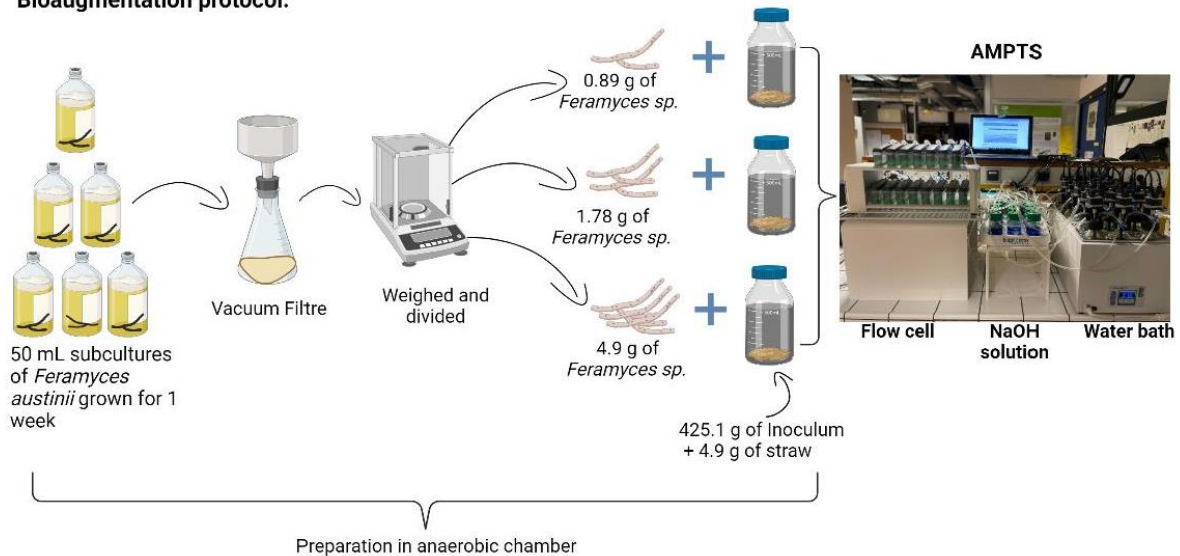 Bioaugmentation protocol:
50 mL subcultures
of Feramyces
austinii grown for 1
week
Vacuum Filtre
Weighed and
divided
0.89 g of
Feramyces sp.
1.78 g of
Feramyces sp.
4.9 g of
Feramyces sp.
425.1 g of Inoculum
+ 4.9 g of straw
AMPTS
Flow cell
NaOH
solution
Water bath
Preparation in anaerobic chamber